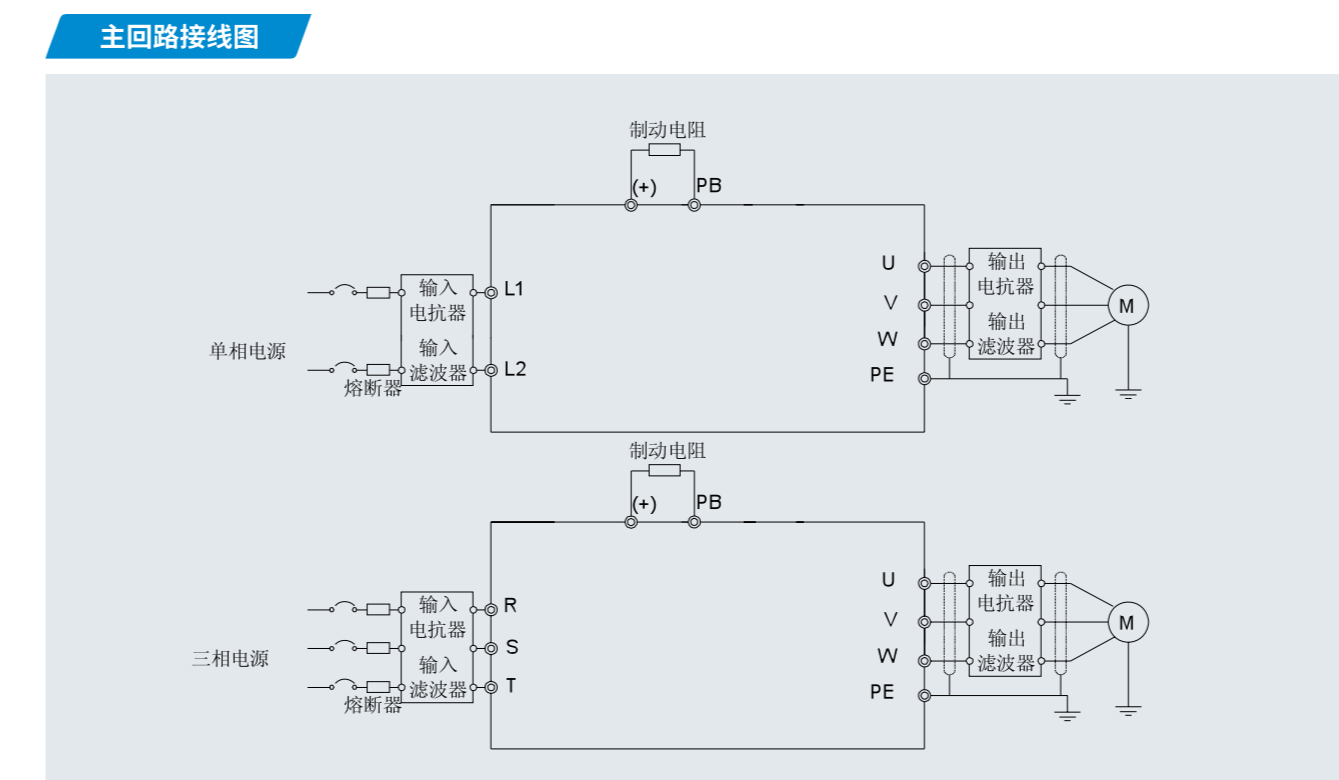 主回路接线图
制动电阻
(+) PB
输入
电抗器
输入
滤波器
L1
L2
单相电源
熔断器
U
V
W
PE
输出
电抗器
输出
滤波器
M
制动电阻
(+) PB
输入
电抗器
输入
滤波器
R
S
T
三相电源
熔断器
U
V
W
PE
输出
电抗器
输出
滤波器
M